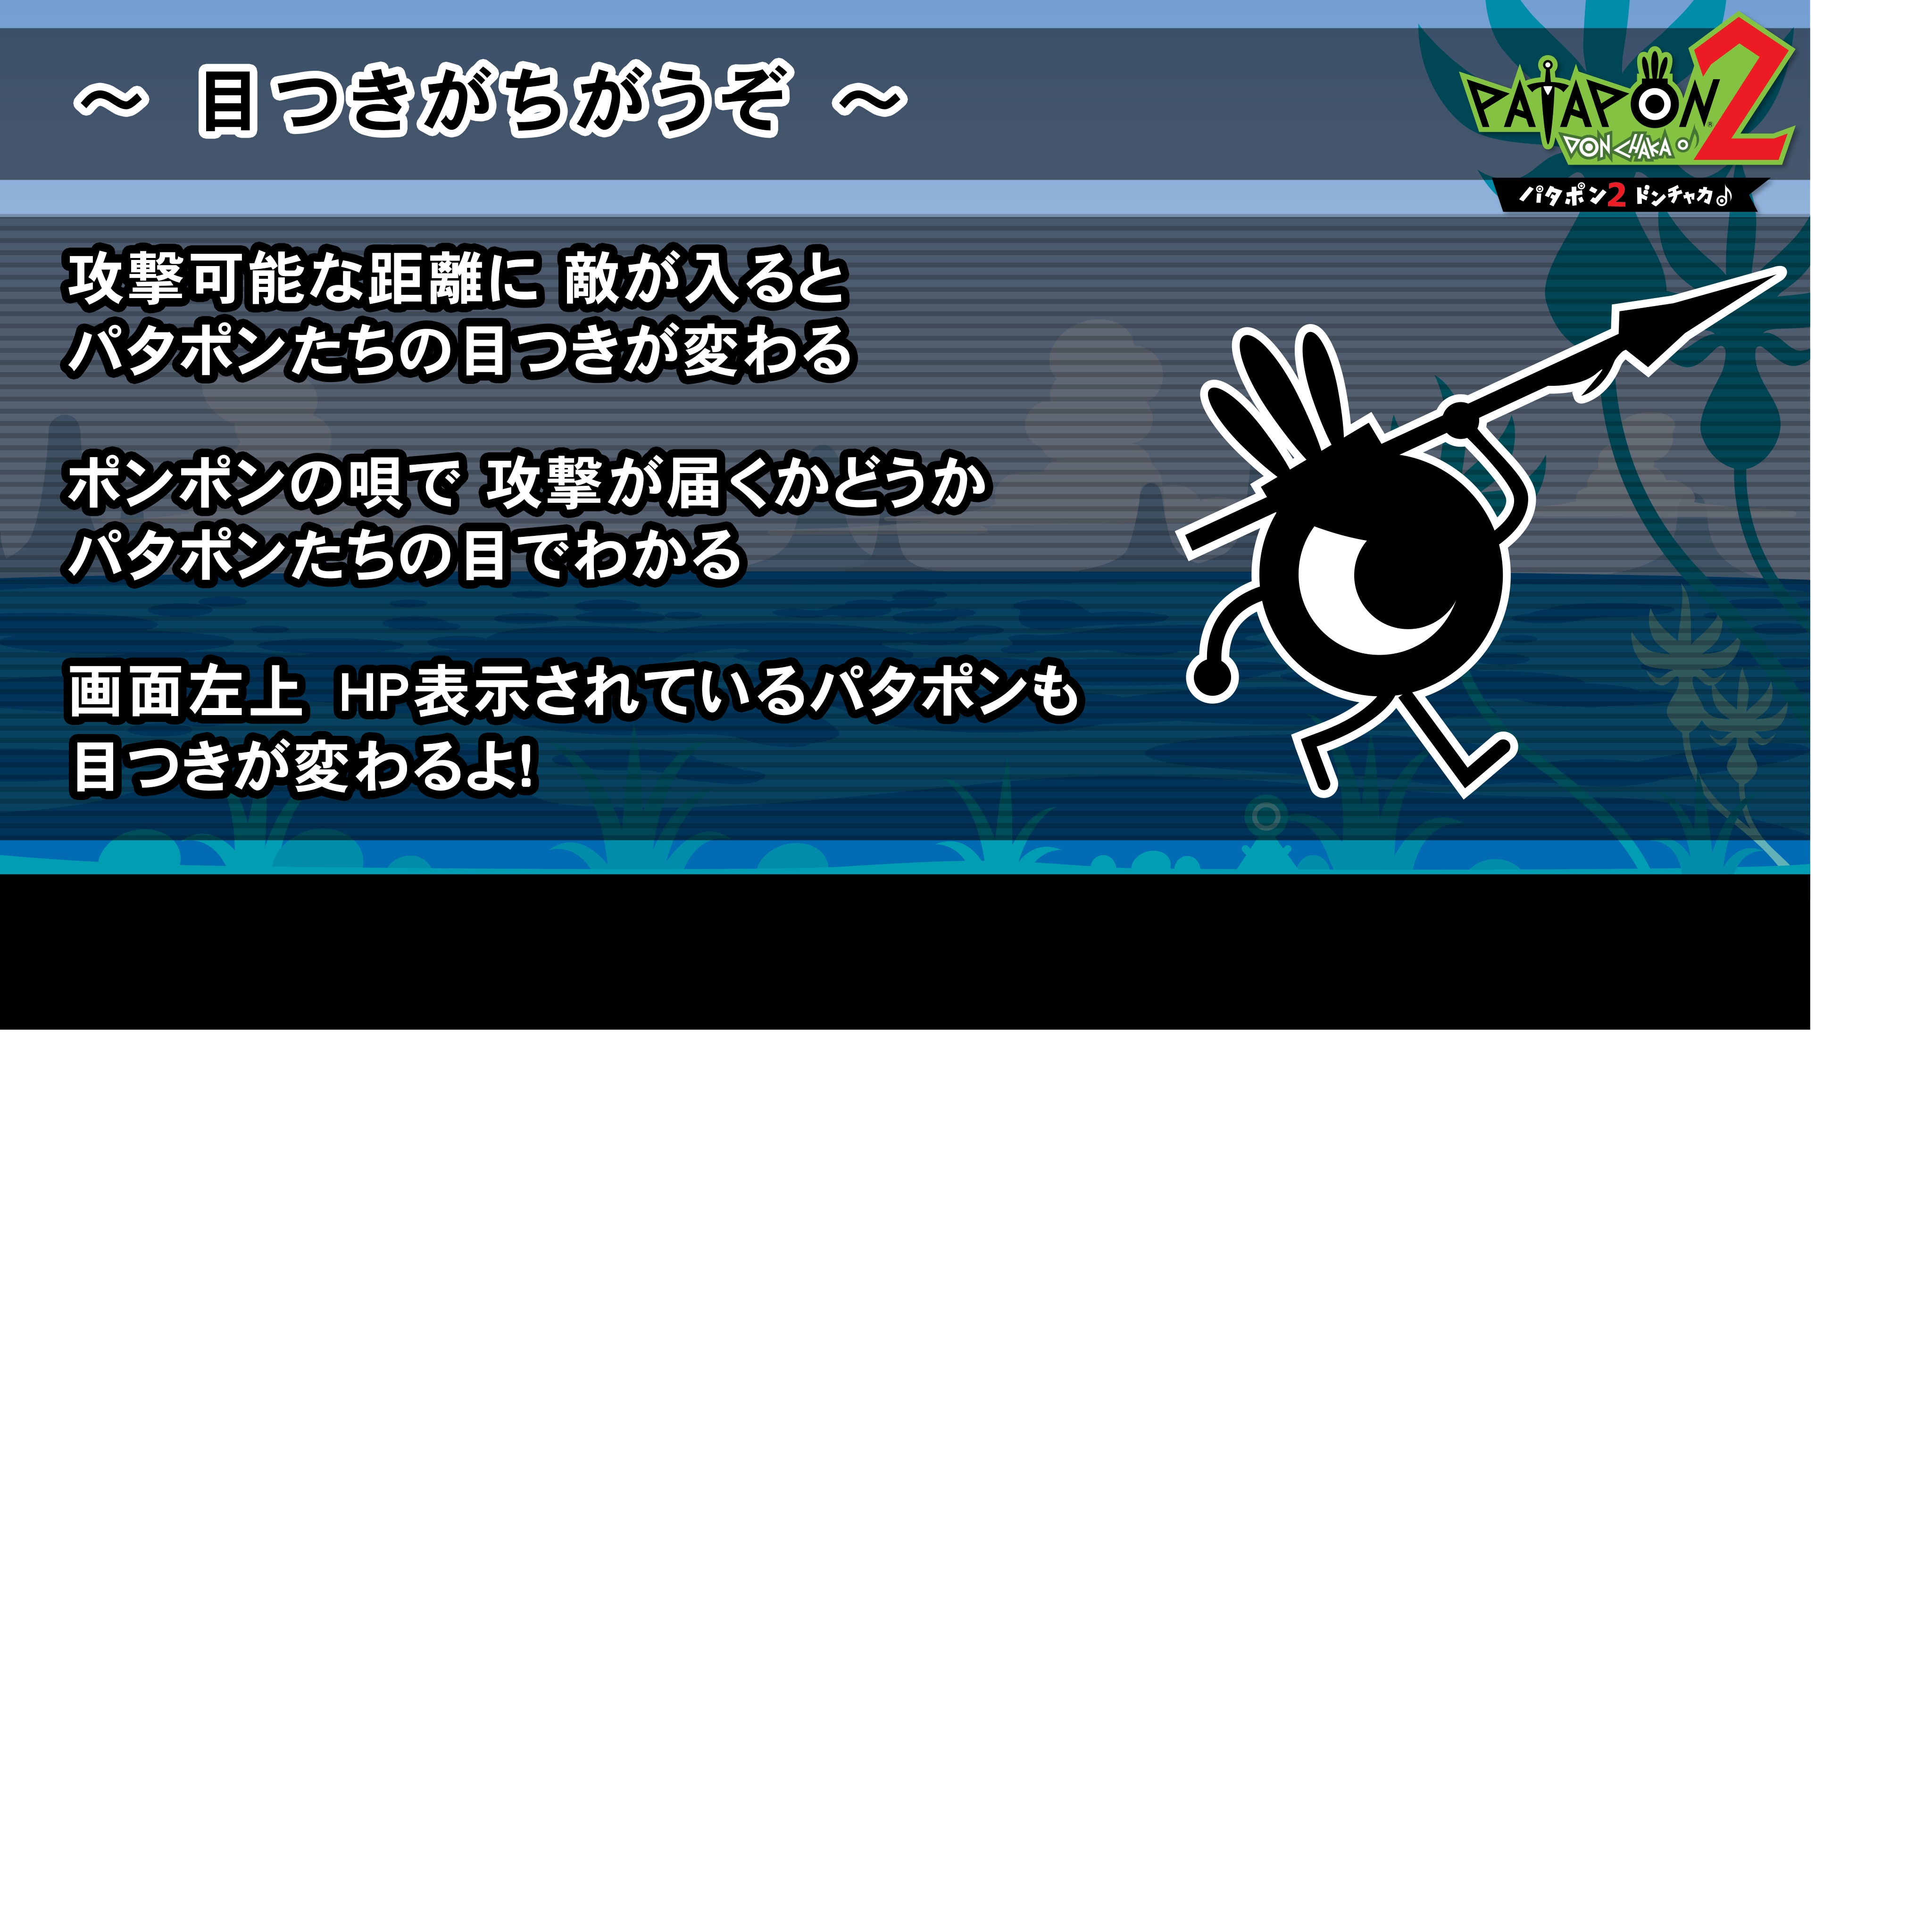 ～ 目つきがちがうぞ ～
PATAPON 2
DON CHAKA♪
パタポン2 ドンチャカ♪
攻撃可能な距離に 敵が入ると
パタポンたちの目つきが変わる
ポンポンの唄で 攻撃が届くかどうか
パタポンたちの目でわかる
画面左上 HP表示されているパタポンも
目つきが変わるよ!